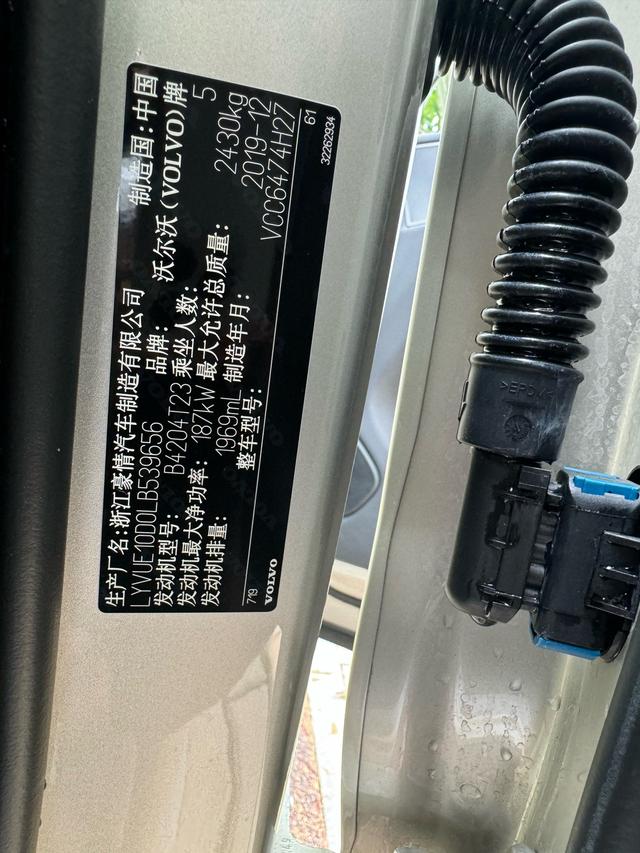 生产厂名:浙江豪情汽车制造有限公司 制造国:中国
LYVUE10D0LB539656 品牌: 沃尔沃(VOLVO)牌
发动机型号: B4204T23 乘坐人数: 5
发动机最大净功率: 187kW 最大允许总质量: 2430kg
发动机排量: 1969mL 制造年月: 2019-12
整车型号: VCC6474H27
719 61
VOLVO 32262934
>EPDM<